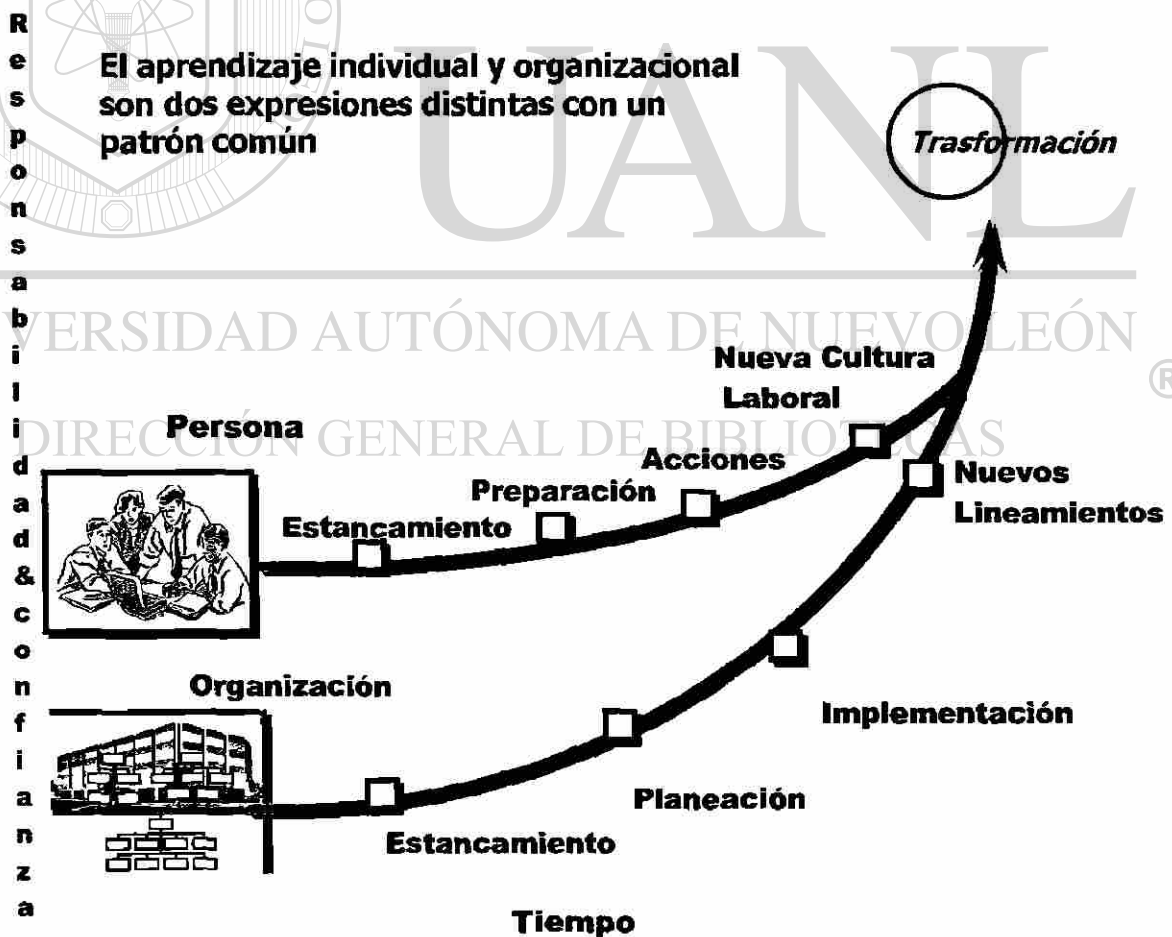 Responsabilidad & confianza
El aprendizaje individual y organizacional
son dos expresiones distintas con un
patrón común
UANL
Trasformación
VERSIDAD AUTÓNOMA DE NUEVO LEÓN
®
DIRECCIÓN GENERAL DE BIBLIOTECAS
Nueva Cultura
Laboral
Persona
Acciones
Preparación
Estancamiento
Nuevos
Lineamientos
Organización
Implementación
Planeación
Estancamiento
Tiempo